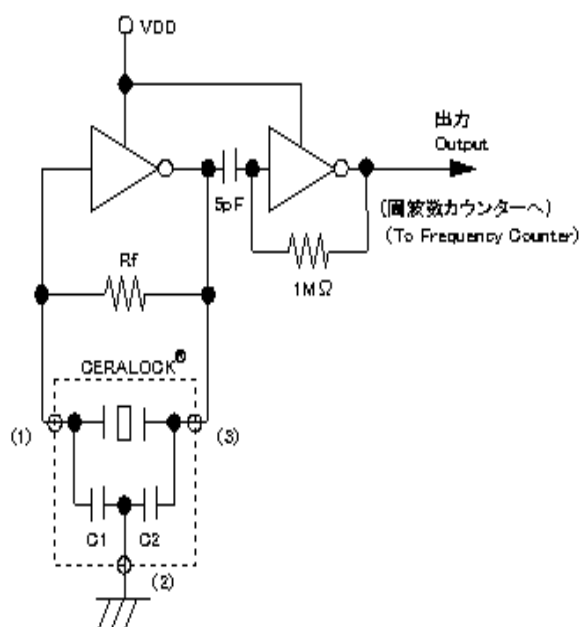 VDD
出力
Output
5pF
(周波数カウンターへ)
(To Frequency Counter)
Rf
1MΩ
CERALOCK®
(1)
(3)
C1
C2
(2)